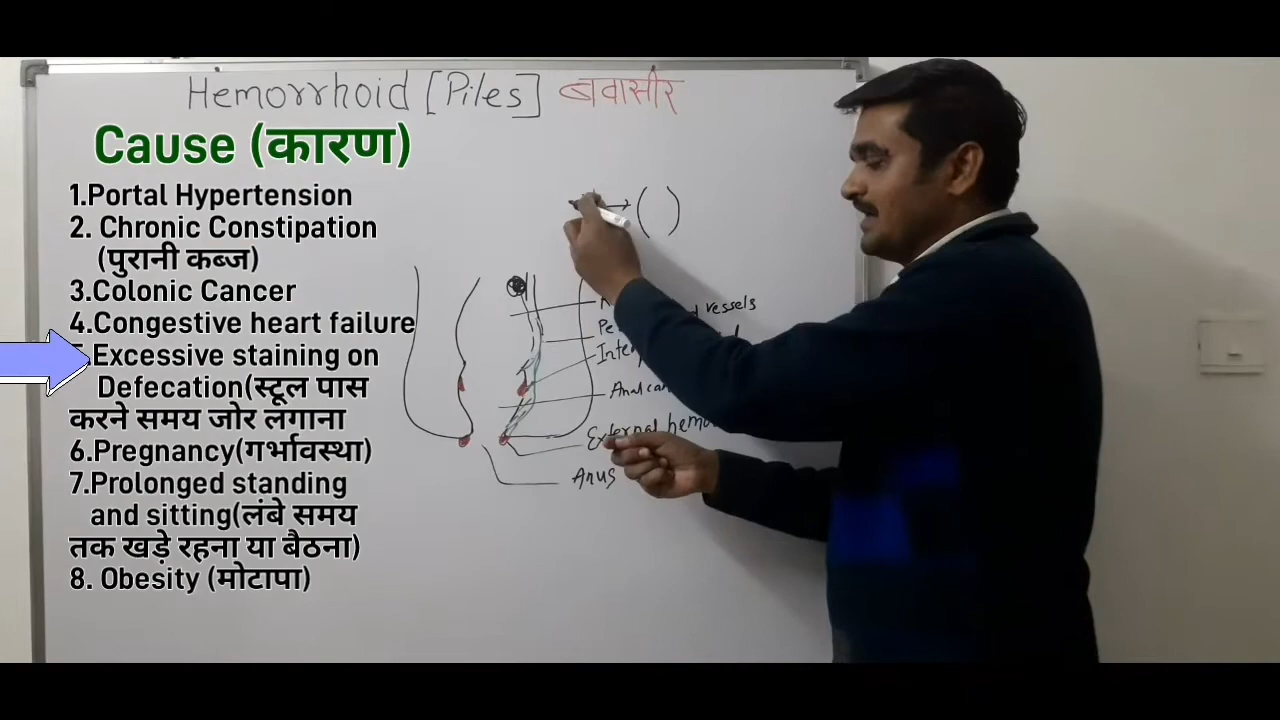 Hemorrhoid [Piles] बवासीर
Cause (कारण)
1.Portal Hypertension
2. Chronic Constipation
(पुरानी कब्ज)
3.Colonic Cancer
4.Congestive heart failure
5.Excessive staining on
Defecation(स्टूल पास
करने समय जोर लगाना
6.Pregnancy(गर्भावस्था)
7.Prolonged standing
and sitting(लंबे समय
तक खड़े रहना या बैठना)
8. Obesity (मोटापा)
vessels
External
Anus